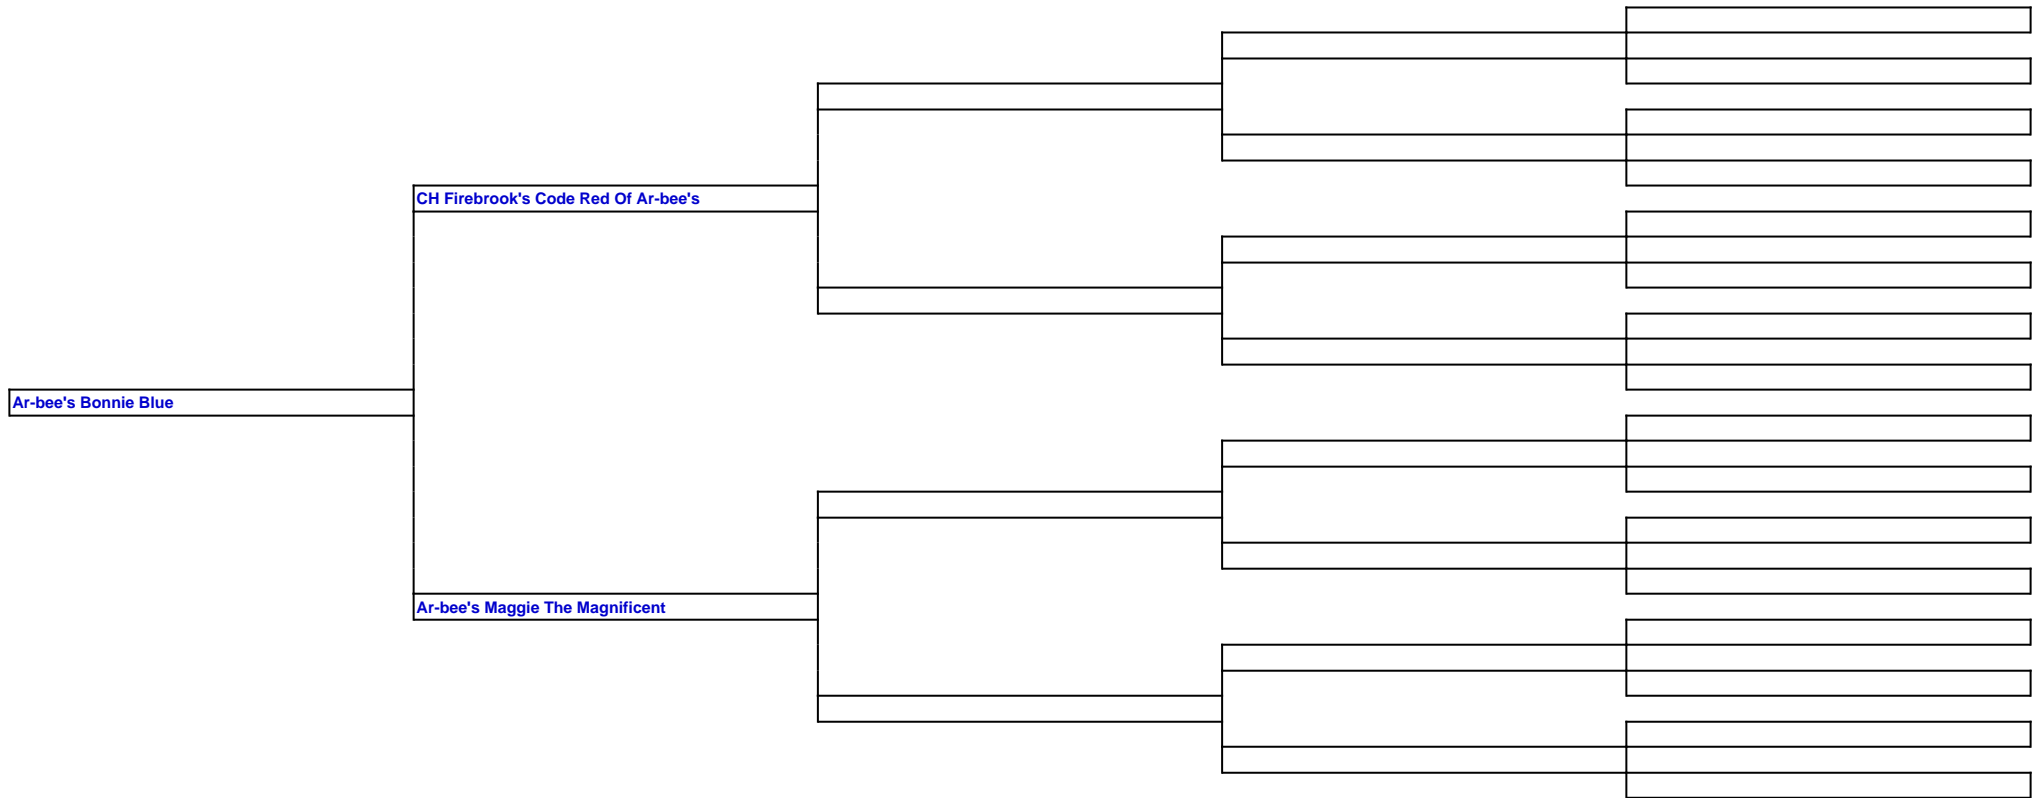 CH Firebrook's Code Red Of Ar-bee's
Ar-bee's Bonnie Blue
Ar-bee's Maggie The Magnificent